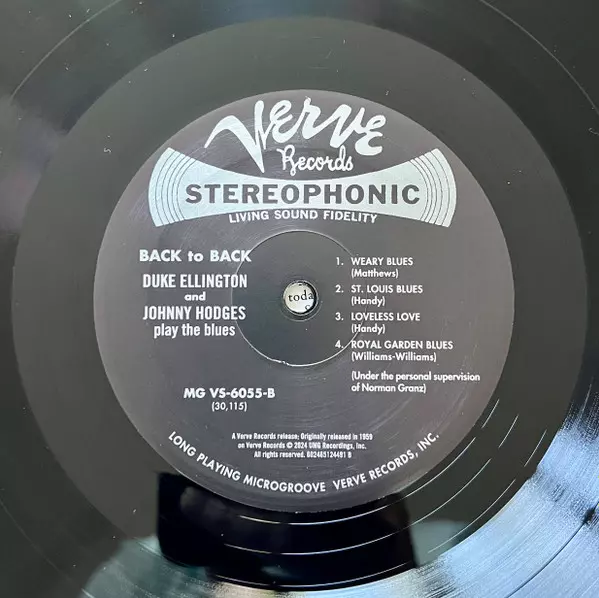 Verve
Records
STEREOPHONIC
LIVING SOUND FIDELITY
BACK to BACK
DUKE ELLINGTON
and
JOHNNY HODGES
play the blues
MG VS-6055-B
(30,115)
1. WEARY BLUES
(Matthews)
2. ST. LOUIS BLUES
(Handy)
3. LOVELESS LOVE
(Handy)
4. ROYAL GARDEN BLUES
(Williams-Williams)
(Under the personal supervision
of Norman Granz)
toda
A Verve Records release; Originally released in 1959
on Verve Records © 2024 UMG Recordings, Inc.
All rights reserved. 602465124491 B
LONG PLAYING MICROGROOVE VERVE RECORDS, INC.